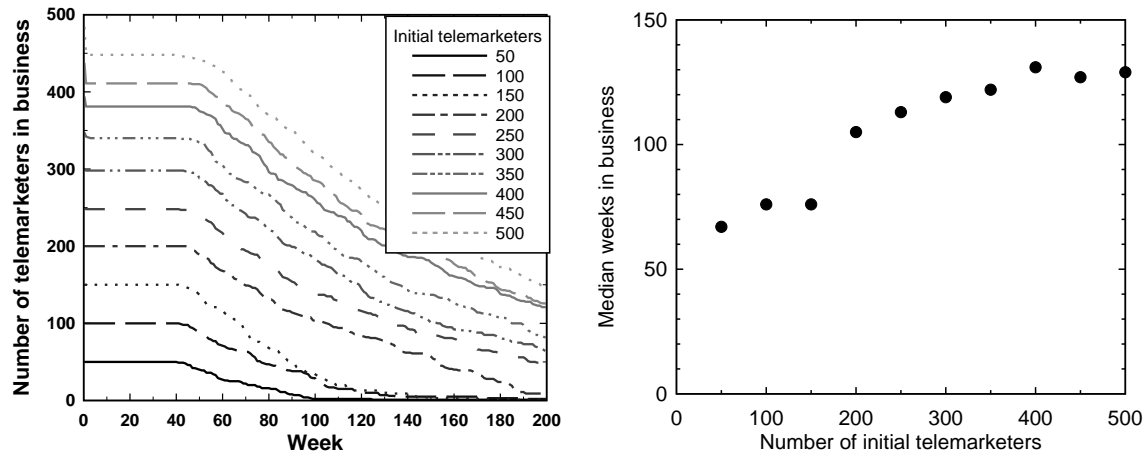 500
400
300
200
100
0
Number of telemarketers in business
0 20 40 60 80 100 120 140 160 180 200
Week
Initial telemarketers
50
100
150
200
250
300
350
400
450
500
150
100
50
0
Median weeks in business
0 100 200 300 400 500
Number of initial telemarketers